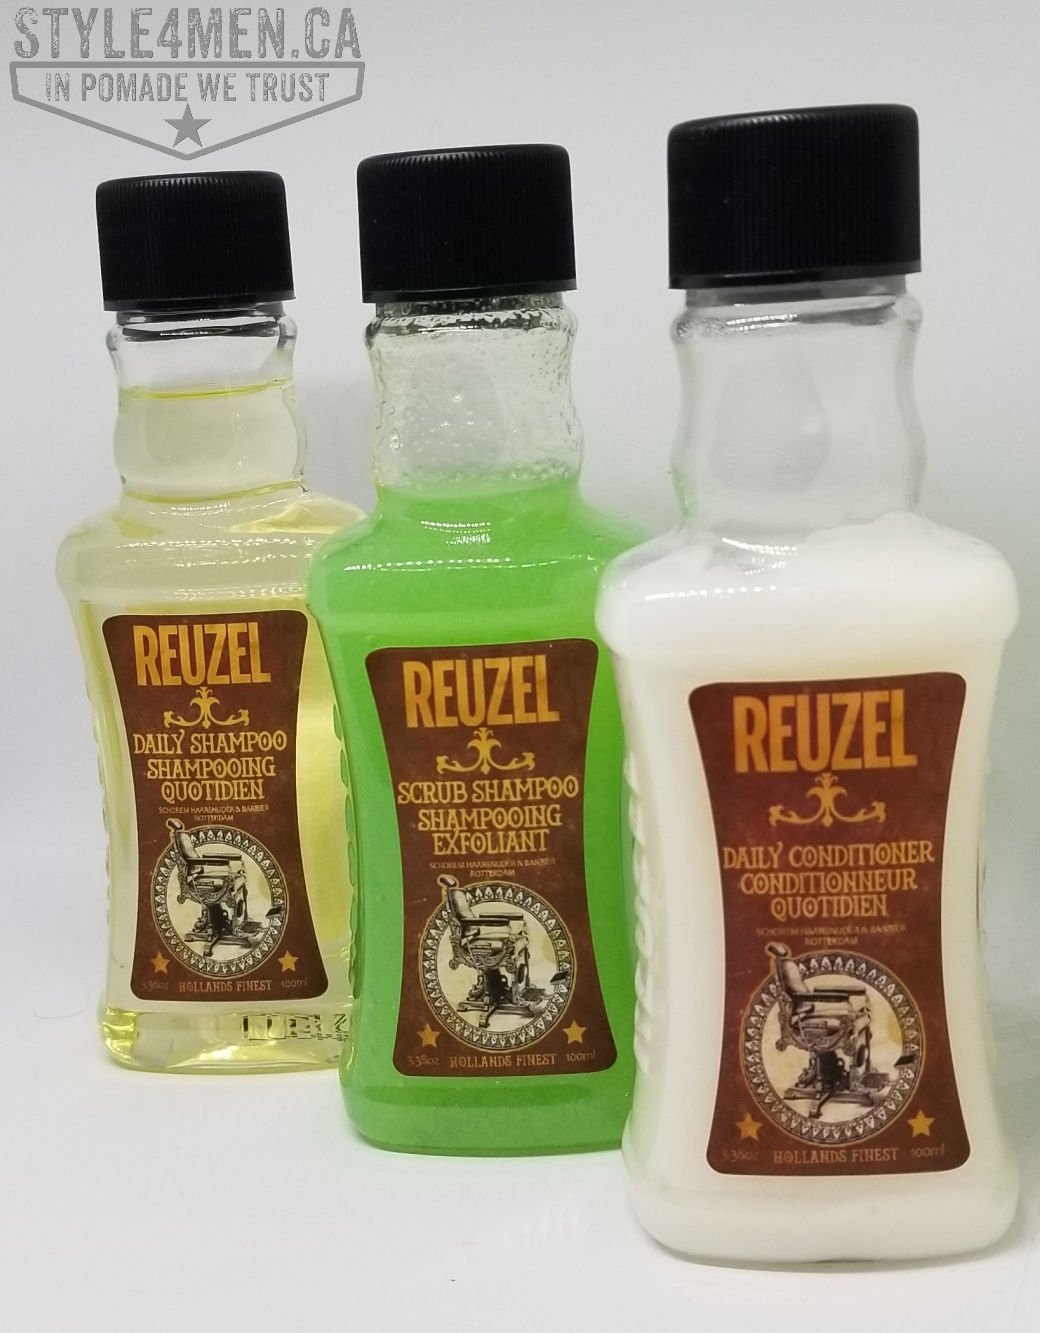 STYLE4MEN.CA
IN POMADE WE TRUST
REUZEL
DAILY SHAMPOO
SHAMPOOING
QUOTIDIEN
SCHOREM HAARSNIJDER & BARBIER
ROTTERDAM
3.38oz HOLLANDS FINEST 100ml
REUZEL
SCRUB SHAMPOO
SHAMPOOING
EXFOLIANT
SCHOREM HAARSNIJDER & BARBIER
ROTTERDAM
3.38oz HOLLANDS FINEST 100ml
REUZEL
DAILY CONDITIONER
CONDITIONNEUR
QUOTIDIEN
SCHOREM HAARSNIJDER & BARBIER
ROTTERDAM
3.38oz HOLLANDS FINEST 100ml